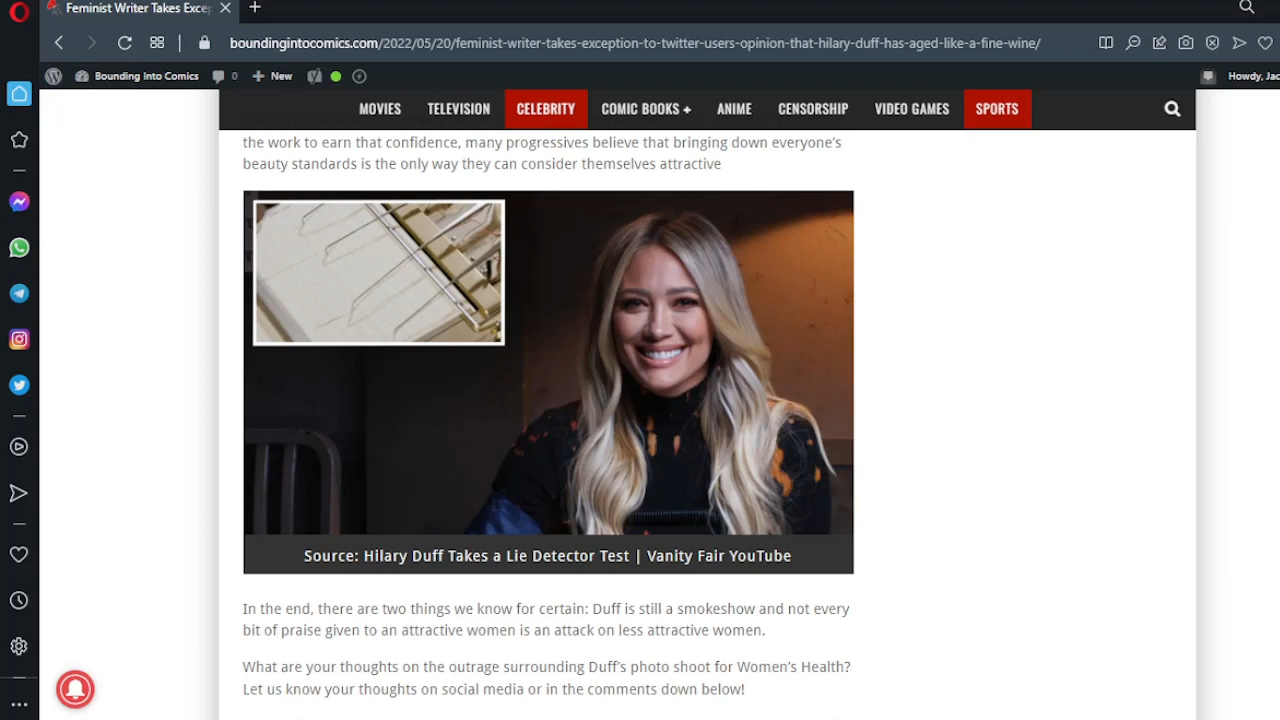 Feminist Writer Takes Exce
boundingintocomics.com/2022/05/20/feminist-writer-takes-exception-to-twitter-users-opinion-that-hilary-duff-has-aged-like-a-fine-wine/
Bounding Into Comics 0 New Howdy, Jac
MOVIES TELEVISION CELEBRITY COMIC BOOKS + ANIME CENSORSHIP VIDEO GAMES SPORTS
the work to earn that confidence, many progressives believe that bringing down everyone’s
beauty standards is the only way they can consider themselves attractive
Source: Hilary Duff Takes a Lie Detector Test | Vanity Fair YouTube
In the end, there are two things we know for certain: Duff is still a smokeshow and not every
bit of praise given to an attractive women is an attack on less attractive women.
What are your thoughts on the outrage surrounding Duff’s photo shoot for Women’s Health?
Let us know your thoughts on social media or in the comments down below!